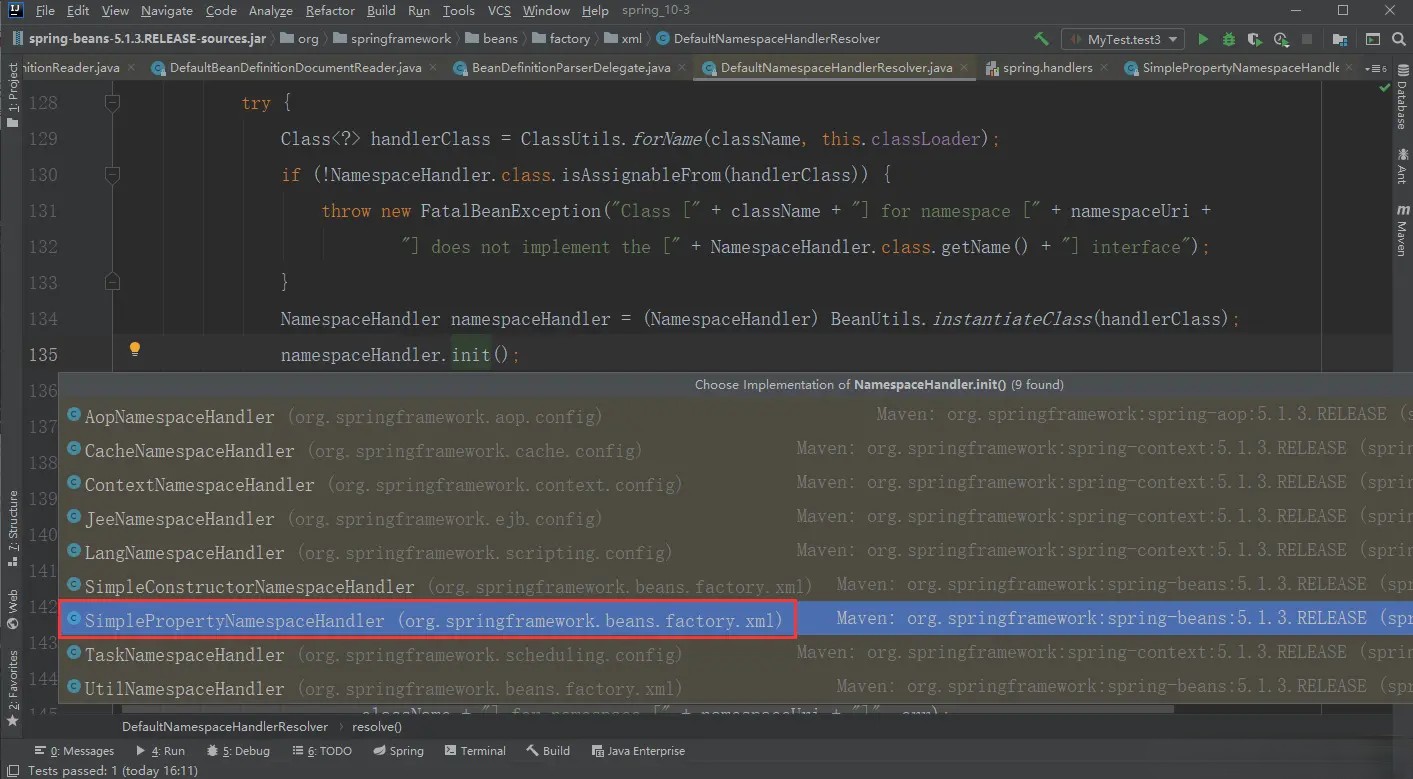 File Edit View Navigate Code Analyze Refactor Build Run Tools VCS Window Help spring_10-3
spring-beans-5.1.3.RELEASE-sources.jar org springframework beans factory xml DefaultNamespaceHandlerResolver MyTest.test3
nitionReader.java DefaultBeanDefinitionDocumentReader.java BeanDefinitionParserDelegate.java DefaultNamespaceHandlerResolver.java spring.handlers SimplePropertyNamespaceHandle
1: Project
7: Structure
Web
2: Favorites
128 try {
129 Class<?> handlerClass = ClassUtils.forName(className, this.classLoader);
130 if (!NamespaceHandler.class.isAssignableFrom(handlerClass)) {
131 throw new FatalBeanException("Class [" + className + "] for namespace [" + namespaceUri +
132 "] does not implement the [" + NamespaceHandler.class.getName() + "] interface");
133 }
134 NamespaceHandler namespaceHandler = (NamespaceHandler) BeanUtils.instantiateClass(handlerClass);
135 namespaceHandler.init();
136
Choose Implementation of NamespaceHandler.init() (9 found)
137 AopNamespaceHandler (org.springframework.aop.config) Maven: org.springframework:spring-aop:5.1.3.RELEASE (s
138 CacheNamespaceHandler (org.springframework.cache.config) Maven: org.springframework:spring-context:5.1.3.RELEASE (sprin
139 ContextNamespaceHandler (org.springframework.context.config) Maven: org.springframework:spring-context:5.1.3.RELEASE (sprin
140 JeeNamespaceHandler (org.springframework.ejb.config) Maven: org.springframework:spring-context:5.1.3.RELEASE (sprin
LangNamespaceHandler (org.springframework.scripting.config) Maven: org.springframework:spring-context:5.1.3.RELEASE (sprin
141 SimpleConstructorNamespaceHandler (org.springframework.beans.factory.xml) Maven: org.springframework:spring-beans:5.1.3.RELEASE (spr
142 SimplePropertyNamespaceHandler (org.springframework.beans.factory.xml) Maven: org.springframework:spring-beans:5.1.3.RELEASE (spr
143 TaskNamespaceHandler (org.springframework.scheduling.config) Maven: org.springframework:spring-context:5.1.3.RELEASE (sprin
144 UtilNamespaceHandler (org.springframework.beans.factory.xml) Maven: org.springframework:spring-beans:5.1.3.RELEASE (spr
145 className + "] for namespace [" + namespaceUri + "]", err);
Database
Ant
Maven
DefaultNamespaceHandlerResolver resolve()
0: Messages 4: Run 5: Debug 6: TODO Spring Terminal Build Java Enterprise
Tests passed: 1 (today 16:11)